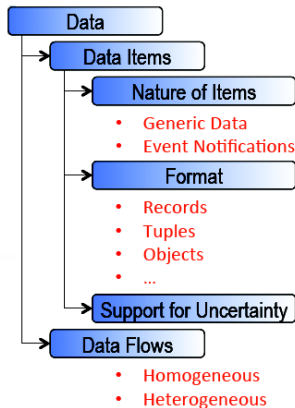 Data
Data Items
Nature of Items
• Generic Data
• Event Notifications
Format
• Records
• Tuples
• Objects
• ...
Support for Uncertainty
Data Flows
• Homogeneous
• Heterogeneous